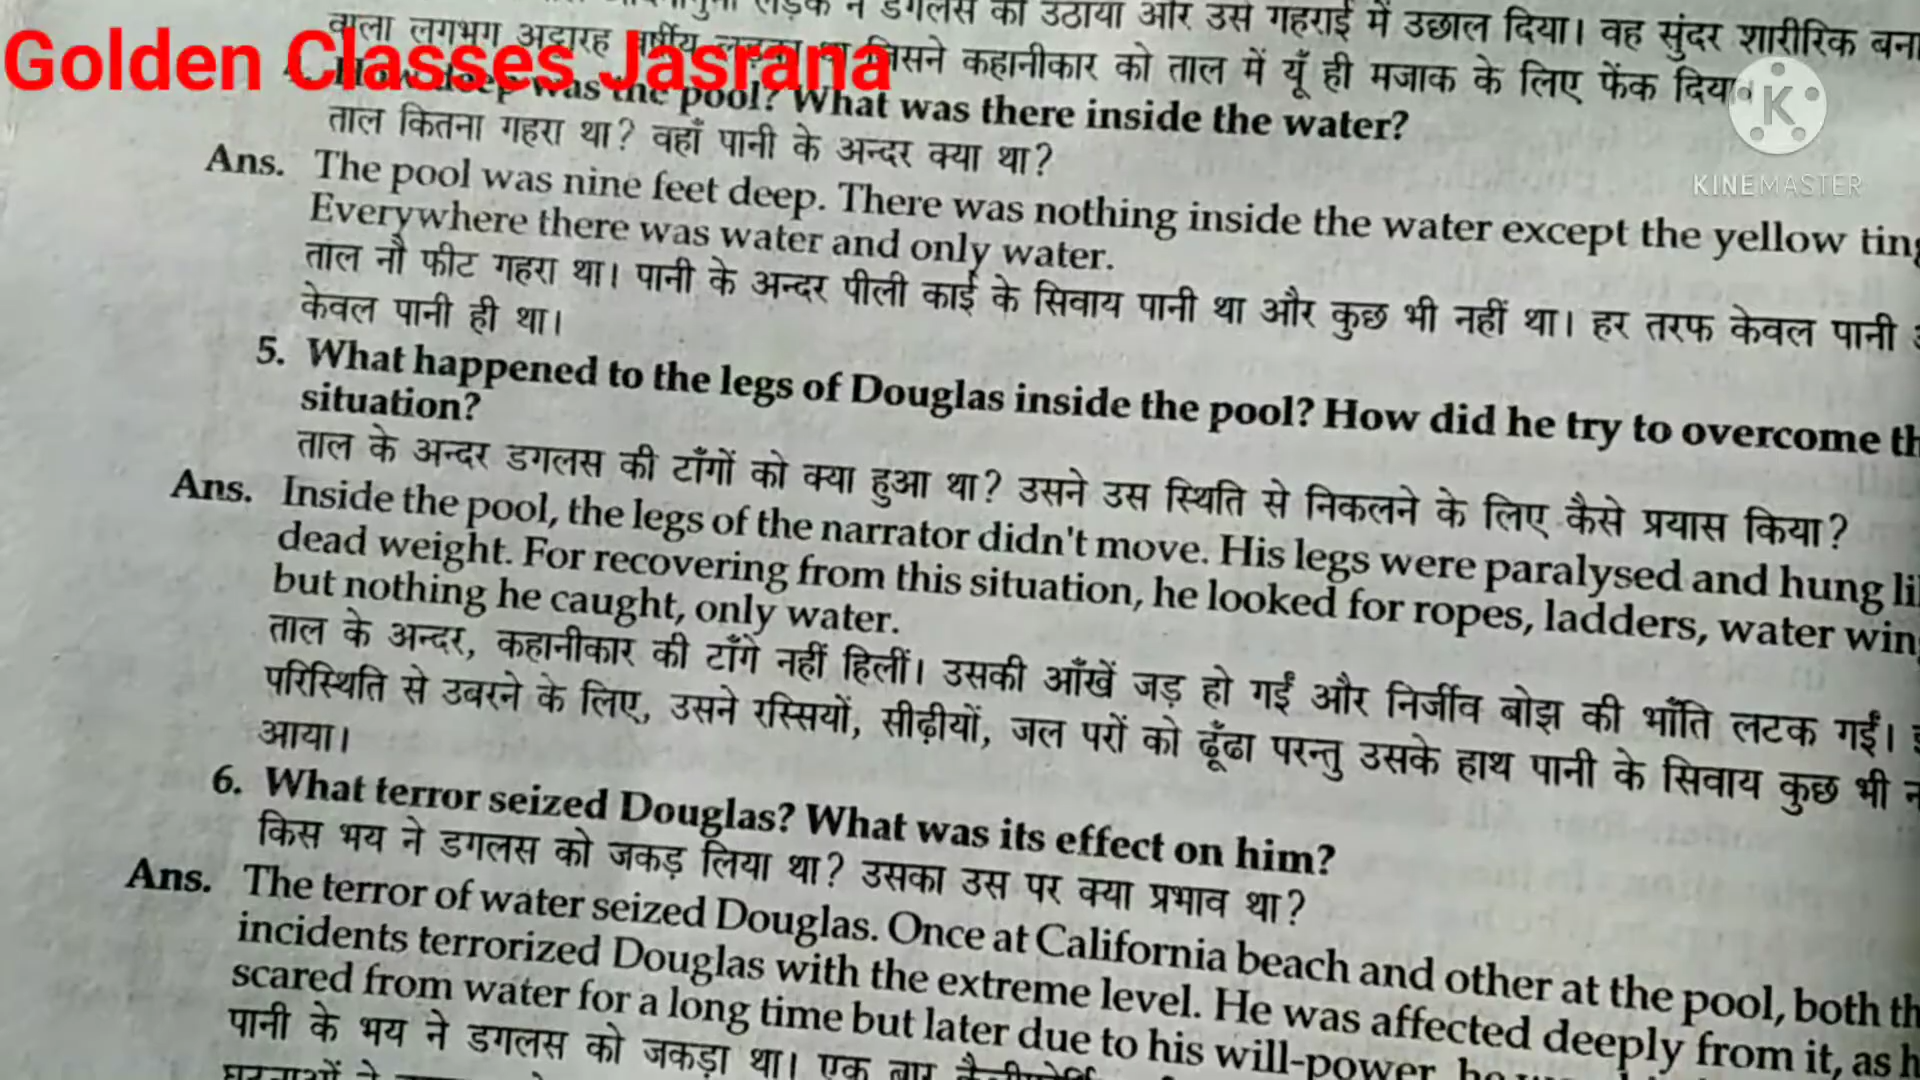 लड़के ने डगलस को उठाया और उसे गहराई में उछाल दिया। वह सुंदर शारीरिक
वाला लगभग अट्ठारह वर्षीय जिसने कहानीकार को ताल में यूँ ही मजाक के लिए फेंक
Golden Classes Jasrana
KINEMASTER
How deep was the pool? What was there inside the water?
ताल कितना गहरा था? वहाँ पानी के अन्दर क्या था?
Ans. The pool was nine feet deep. There was nothing inside the water except the yellow
Everywhere there was water and only water.
ताल नौ फीट गहरा था। पानी के अन्दर पीली काई के सिवाय पानी था और कुछ भी नहीं था। हर तरफ केवल पानी
केवल पानी ही था।
5. What happened to the legs of Douglas inside the pool? How did he try to overcome
situation?
ताल के अन्दर डगलस की टाँगों को क्या हुआ था? उसने उस स्थिति से निकलने के लिए कैसे प्रयास किया?
Ans. Inside the pool, the legs of the narrator didn't move. His legs were paralysed and hung
dead weight. For recovering from this situation, he looked for ropes, ladders, water
but nothing he caught, only water.
ताल के अन्दर, कहानीकार की टाँगें नहीं हिलीं। उसकी आँखें जड़ हो गईं और निर्जीव बोझ की भाँति लटक गईं।
परिस्थिति से उबरने के लिए, उसने रस्सियों, सीढ़ीयों, जल परों को ढूँढा परन्तु उसके हाथ पानी के सिवाय कुछ भी
आया।
6. What terror seized Douglas? What was its effect on him?
किस भय ने डगलस को जकड़ लिया था? उसका उस पर क्या प्रभाव था?
Ans. The terror of water seized Douglas. Once at California beach and other at the pool, both
incidents terrorized Douglas with the extreme level. He was affected deeply from it, as
scared from water for a long time but later due to his will-power
पानी के भय ने डगलस को जकड़ा था। एक बार